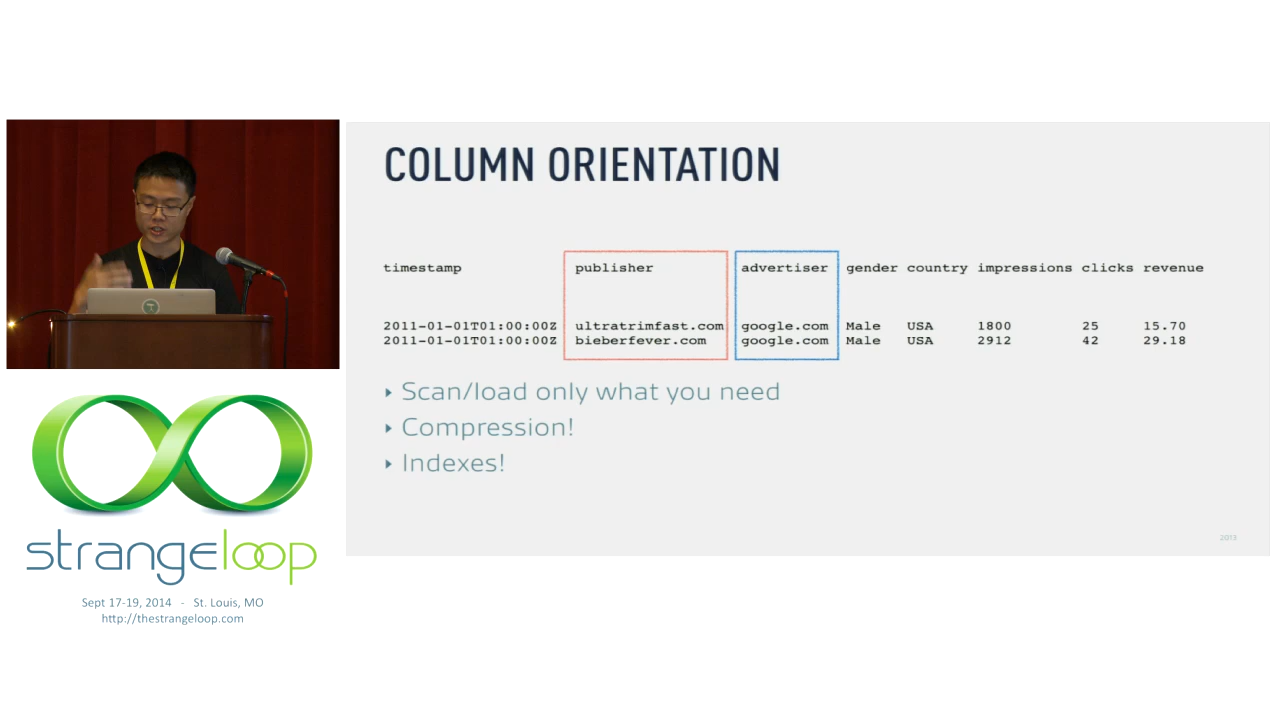 COLUMN ORIENTATION
timestamp publisher advertiser gender country impressions clicks revenue
2011-01-01T01:00:00Z ultratrimfast.com google.com Male USA 1800 25 15.70
2011-01-01T01:00:00Z bieberfever.com google.com Male USA 2912 42 29.18
Scan/load only what you need
Compression!
Indexes!
2013
strangeloop
Sept 17-19, 2014 - St. Louis, MO
http://thestrangeloop.com